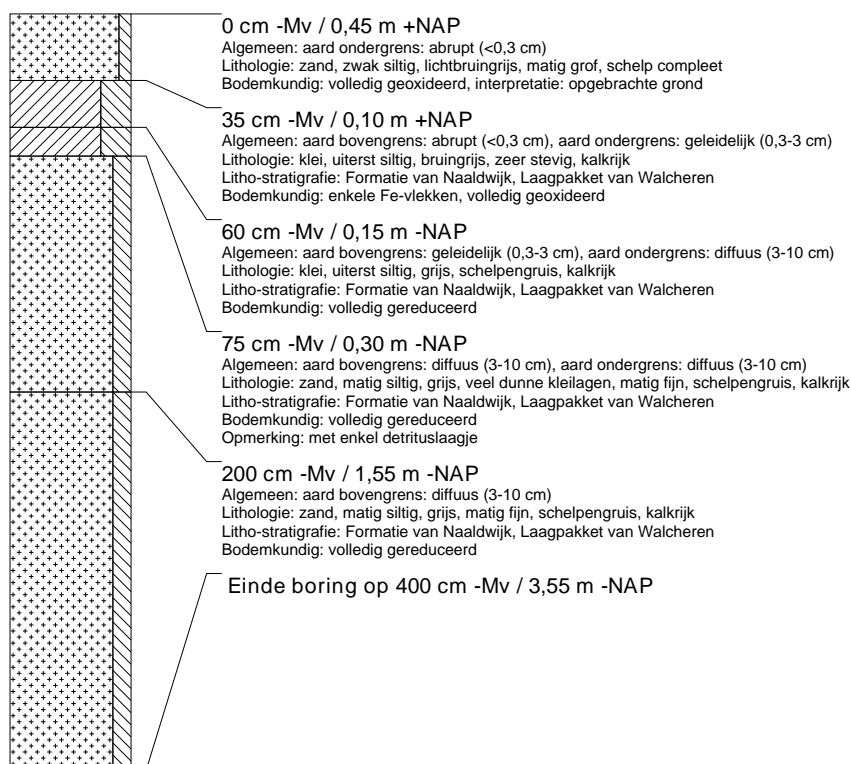 0 cm -Mv / 0,45 m +NAP
Algemeen: aard ondergrens: abrupt (<0,3 cm)
Lithologie: zand, zwak siltig, lichtbruingrijs, matig grof, schelp compleet
Bodemkundig: volledig geoxideerd, interpretatie: opgebrachte grond
35 cm -Mv / 0,10 m +NAP
Algemeen: aard bovengrens: abrupt (<0,3 cm), aard ondergrens: geleidelijk (0,3-3 cm)
Lithologie: klei, uiterst siltig, bruingrijs, zeer stevig, kalkrijk
Litho-stratigrafie: Formatie van Naaldwijk, Laagpakket van Walcheren
Bodemkundig: enkele Fe-vlekken, volledig geoxideerd
60 cm -Mv / 0,15 m -NAP
Algemeen: aard bovengrens: geleidelijk (0,3-3 cm), aard ondergrens: diffuus (3-10 cm)
Lithologie: klei, uiterst siltig, grijs, schelpengruis, kalkrijk
Litho-stratigrafie: Formatie van Naaldwijk, Laagpakket van Walcheren
Bodemkundig: volledig gereduceerd
75 cm -Mv / 0,30 m -NAP
Algemeen: aard bovengrens: diffuus (3-10 cm), aard ondergrens: diffuus (3-10 cm)
Lithologie: zand, matig siltig, grijs, veel dunne kleilagen, matig fijn, schelpengruis, kalkrijk
Litho-stratigrafie: Formatie van Naaldwijk, Laagpakket van Walcheren
Bodemkundig: volledig gereduceerd
Opmerking: met enkel detrituslaagje
200 cm -Mv / 1,55 m -NAP
Algemeen: aard bovengrens: diffuus (3-10 cm)
Lithologie: zand, matig siltig, grijs, matig fijn, schelpengruis, kalkrijk
Litho-stratigrafie: Formatie van Naaldwijk, Laagpakket van Walcheren
Bodemkundig: volledig gereduceerd
Einde boring op 400 cm -Mv / 3,55 m -NAP